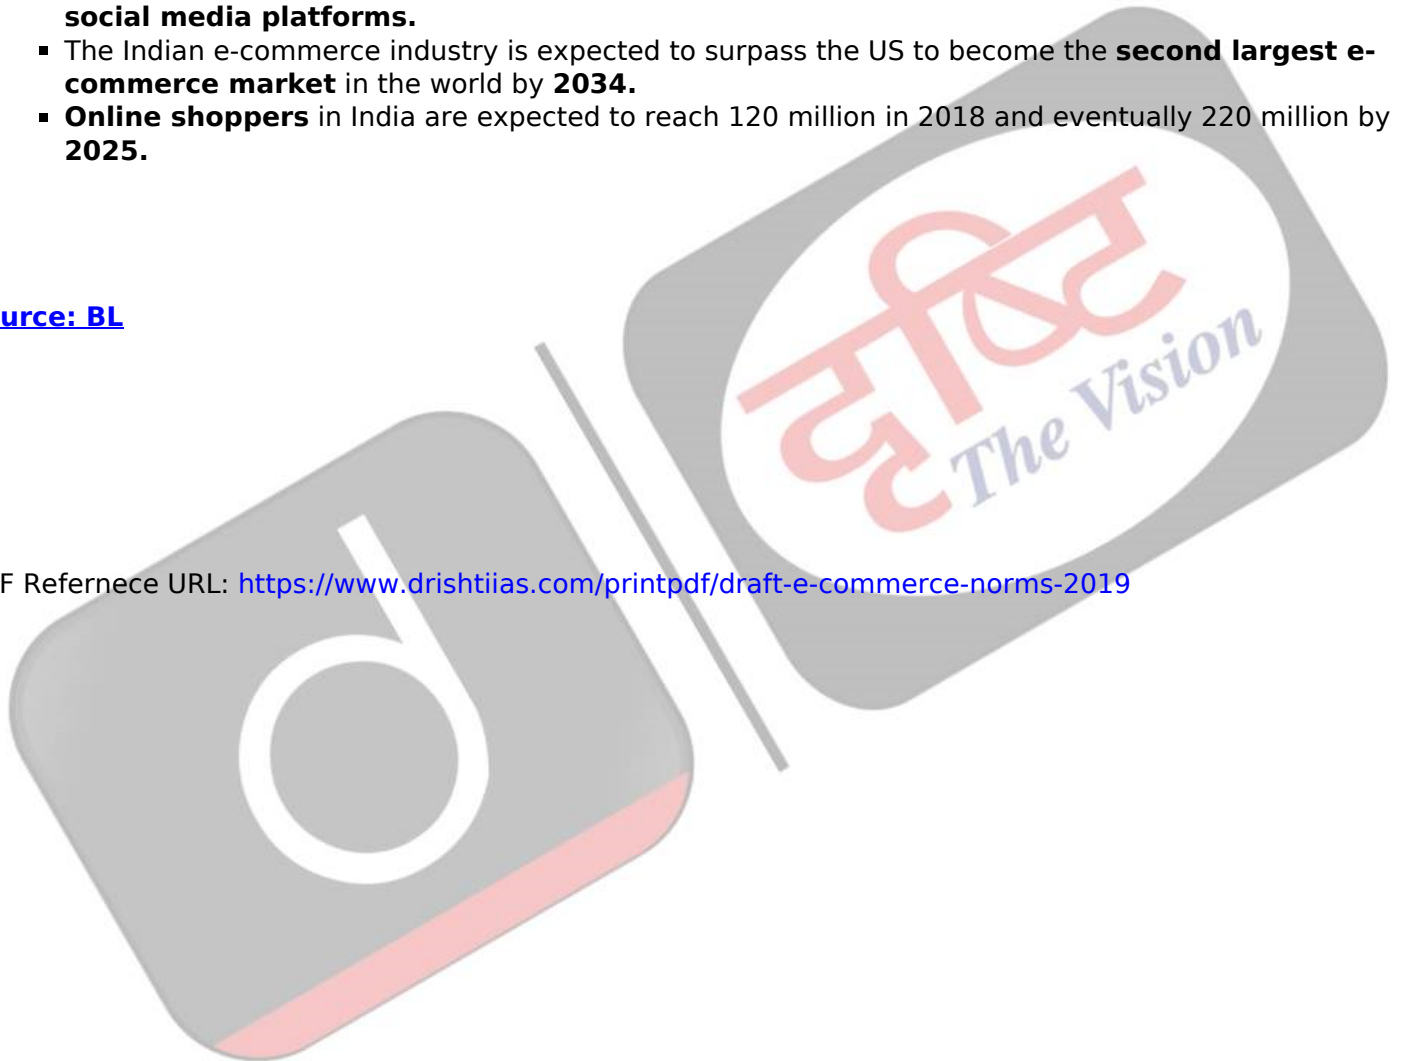 social media platforms.
▪ The Indian e-commerce industry is expected to surpass the US to become the second largest e-
commerce market in the world by 2034.
▪ Online shoppers in India are expected to reach 120 million in 2018 and eventually 220 million by
2025.
दृष्टि
The Vision
urce: BL
d
F Refernece URL: https://www.drishtiias.com/printpdf/draft-e-commerce-norms-2019